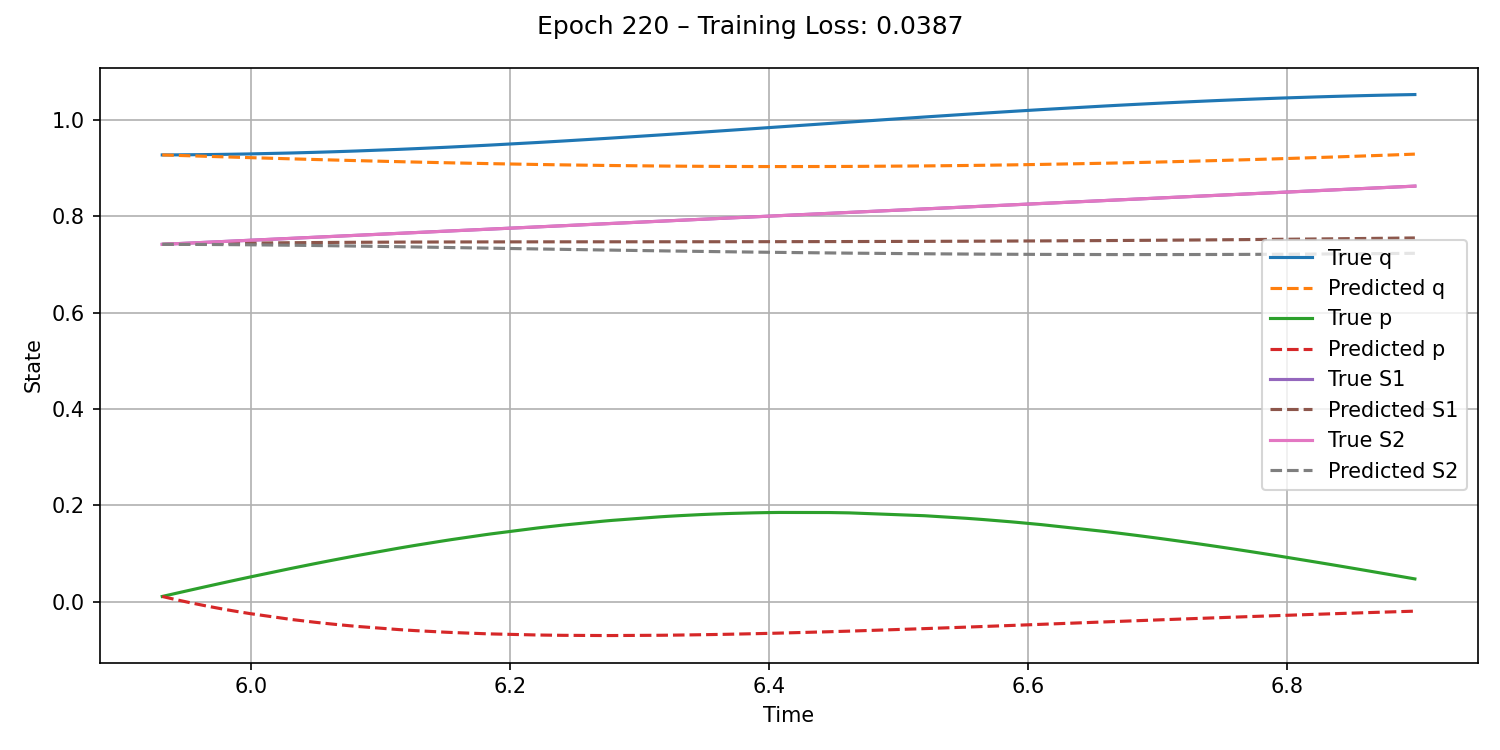 Epoch 220 – Training Loss: 0.0387
1.0
0.8
0.6
0.4
0.2
0.0
State
True q
Predicted q
True p
Predicted p
True S1
Predicted S1
True S2
Predicted S2
6.0 6.2 6.4 6.6 6.8
Time